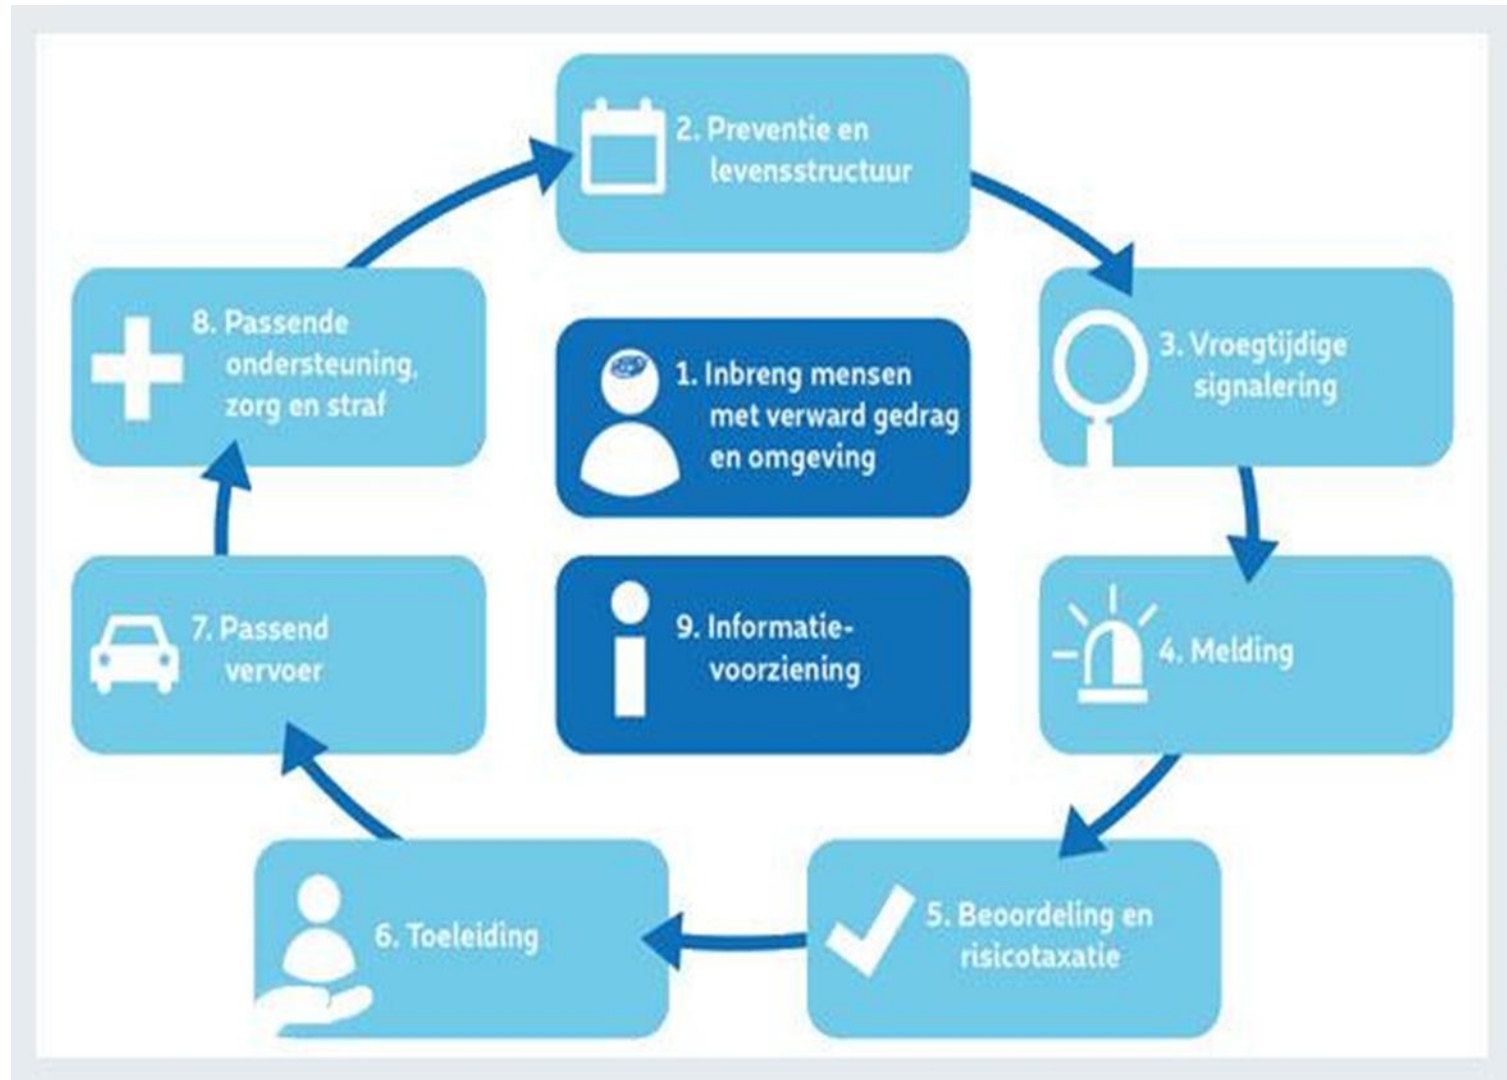 2. Preventie en
levensstructuur
3. Vroegtijdige
signalering
8. Passende
ondersteuning,
zorg en straf
1. Inbreng mensen
met verward gedrag
en omgeving
4. Melding
7. Passend
vervoer
9. Informatie-
voorziening
5. Beoordeling en
risicotaxatie
6. Toeleiding